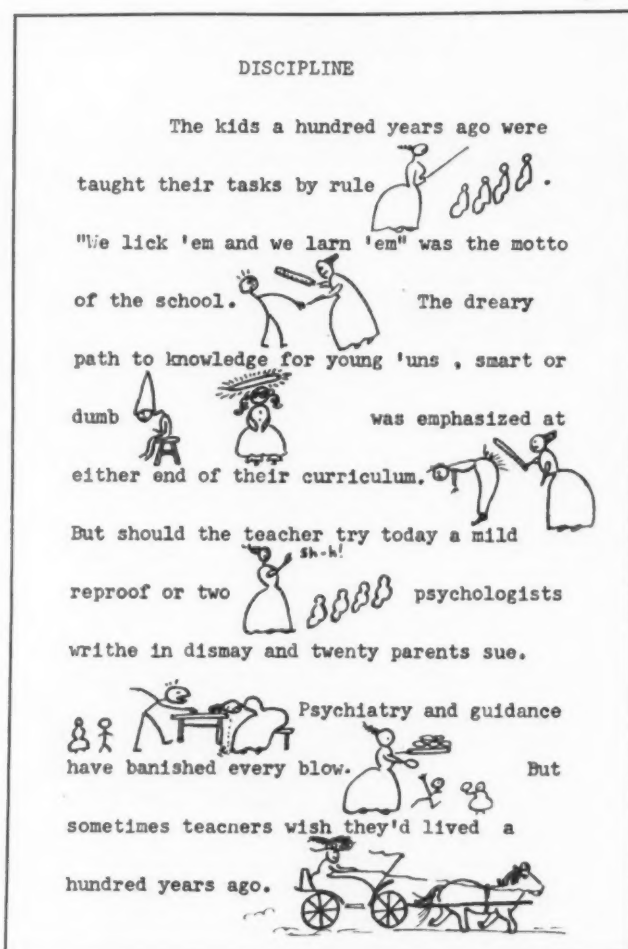 DISCIPLINE
The kids a hundred years ago were
taught their tasks by rule .
"We lick 'em and we larn 'em" was the motto
of the school. The dreary
path to knowledge for young 'uns , smart or
dumb was emphasized at
either end of their curriculum.
But should the teacher try today a mild
Sh-h!
reproof or two psychologists
writhe in dismay and twenty parents sue.
Psychiatry and guidance
have banished every blow. But
sometimes teacners wish they'd lived a
hundred years ago.